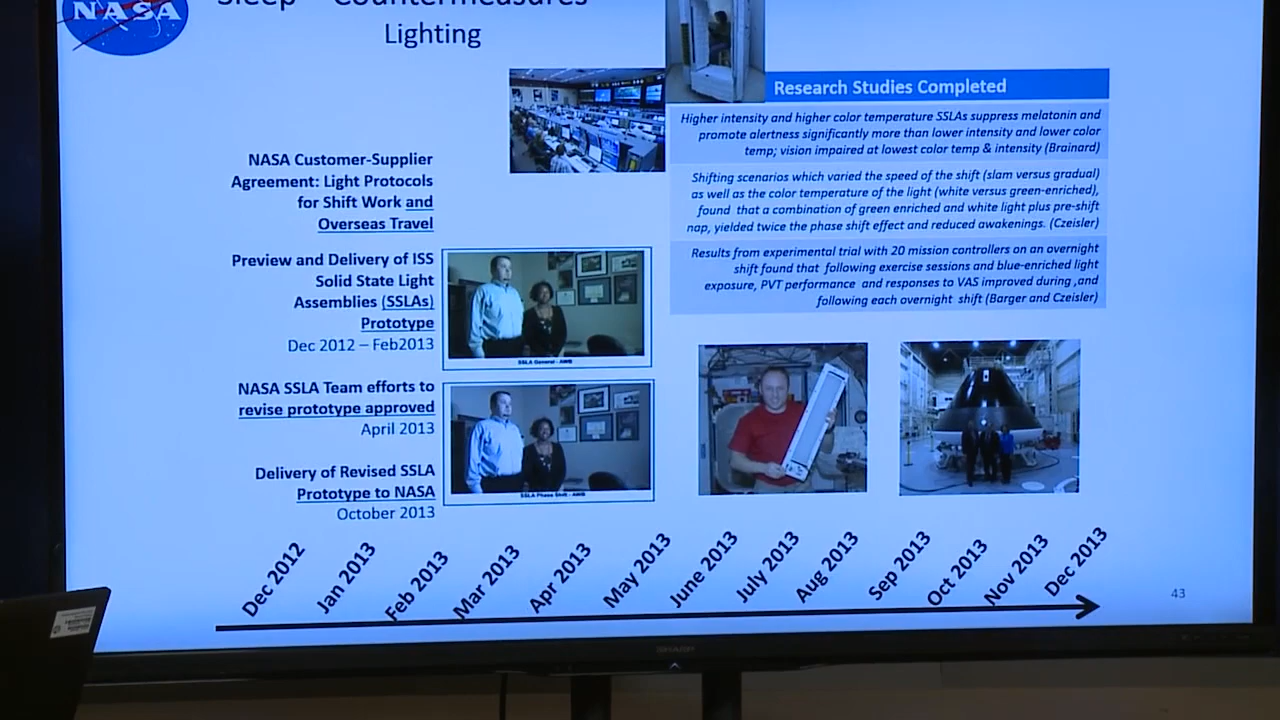 NASA
Sleep – Countermeasures
Lighting
NASA Customer-Supplier
Agreement: Light Protocols
for Shift Work and
Overseas Travel
Preview and Delivery of ISS
Solid State Light
Assemblies (SSLAs)
Prototype
Dec 2012 – Feb2013
NASA SSLA Team efforts to
revise prototype approved
April 2013
Delivery of Revised SSLA
Prototype to NASA
October 2013
SSLA General - AWB
SSLA Phase Shift - AWB
Research Studies Completed
Higher intensity and higher color temperature SSLAs suppress melatonin and
promote alertness significantly more than lower intensity and lower color
temp; vision impaired at lowest color temp & intensity (Brainard)
Shifting scenarios which varied the speed of the shift (slam versus gradual)
as well as the color temperature of the light (white versus green-enriched),
found that a combination of green enriched and white light plus pre-shift
nap, yielded twice the phase shift effect and reduced awakenings. (Czeisler)
Results from experimental trial with 20 mission controllers on an overnight
shift found that following exercise sessions and blue-enriched light
exposure, PVT performance and responses to VAS improved during ,and
following each overnight shift (Barger and Czeisler)
Dec 2012
Jan 2013
Feb 2013
Mar 2013
Apr 2013
May 2013
June 2013
July 2013
Aug 2013
Sep 2013
Oct 2013
Nov 2013
Dec 2013
43
SHARP